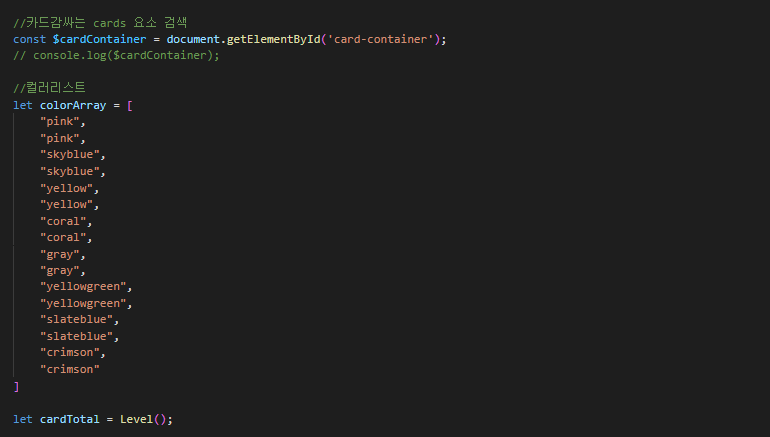 //카드감싸는 cards 요소 검색
const $cardContainer = document.getElementById('card-container');
// console.log($cardContainer);
//컬러리스트
let colorArray = [
"pink",
"pink",
"skyblue",
"skyblue",
"yellow",
"yellow",
"coral",
"coral",
"gray",
"gray",
"yellowgreen",
"yellowgreen",
"slateblue",
"slateblue",
"crimson",
"crimson"
]
let cardTotal = Level();